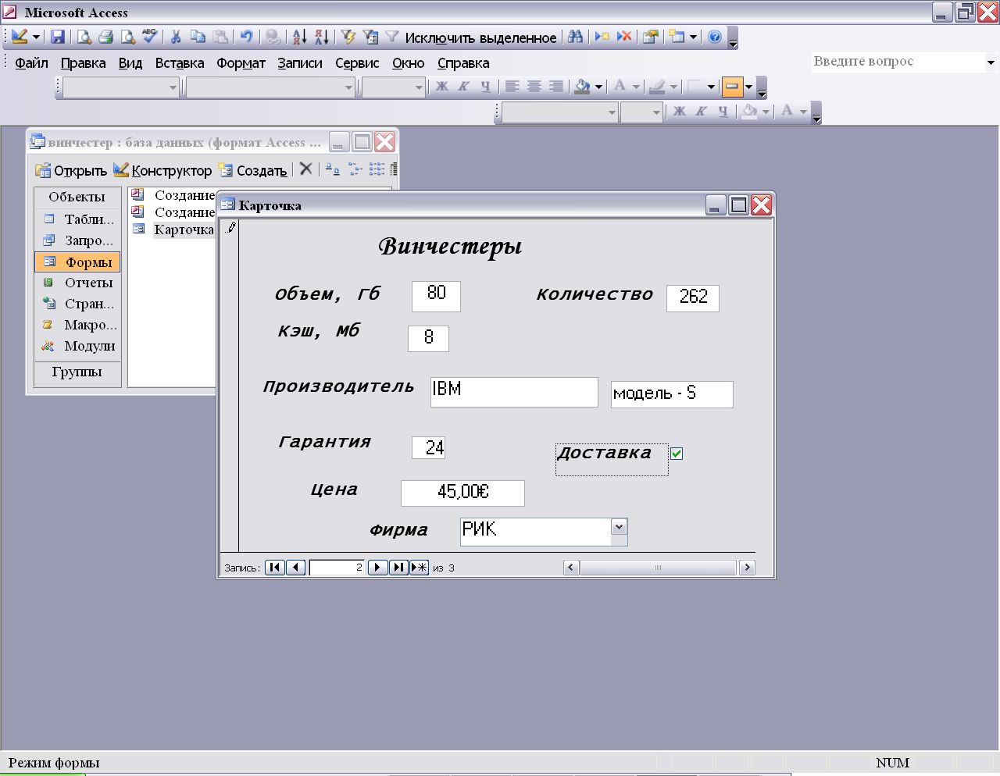 Microsoft Access
Исключить выделенное
Файл Правка Вид Вставка Формат Записи Сервис Окно Справка
Введите вопрос
Ж К Ч
А
Ж К Ч
А
винчестер : база данных (формат Access ...
Открыть Конструктор Создать
Объекты
Табли...
Запро...
Формы
Отчеты
Стран...
Макро...
Модули
Группы
Создание
Создание
Карточка
Карточка
Винчестеры
Объем, Гб 80 Количество 262
Кэш, Мб 8
Производитель IBM модель - S
Гарантия 24 Доставка
Цена 45,00€
Фирма РИК
Запись: 2 из 3
Режим формы NUM